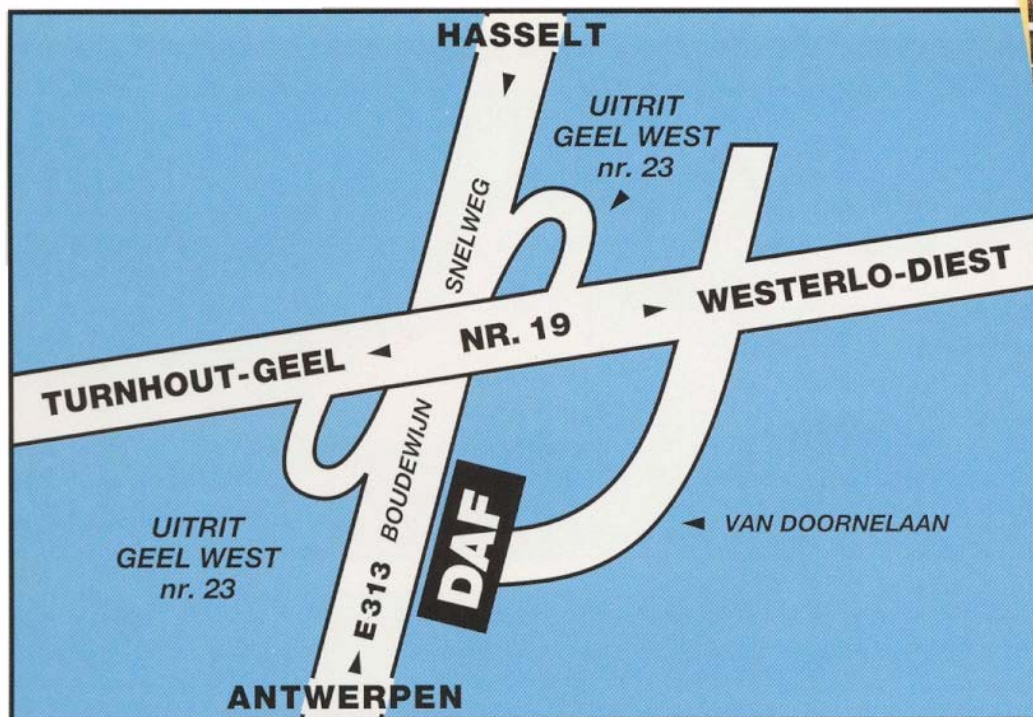 HASSELT
UITRIT
GEEL WEST
nr. 23
SNELWEG
WESTERLO-DIEST
NR. 19
TURNHOUT-GEEL
BOUDEWIJN
DAF
UITRIT
GEEL WEST
nr. 23
VAN DOORNELAAN
E313
ANTWERPEN